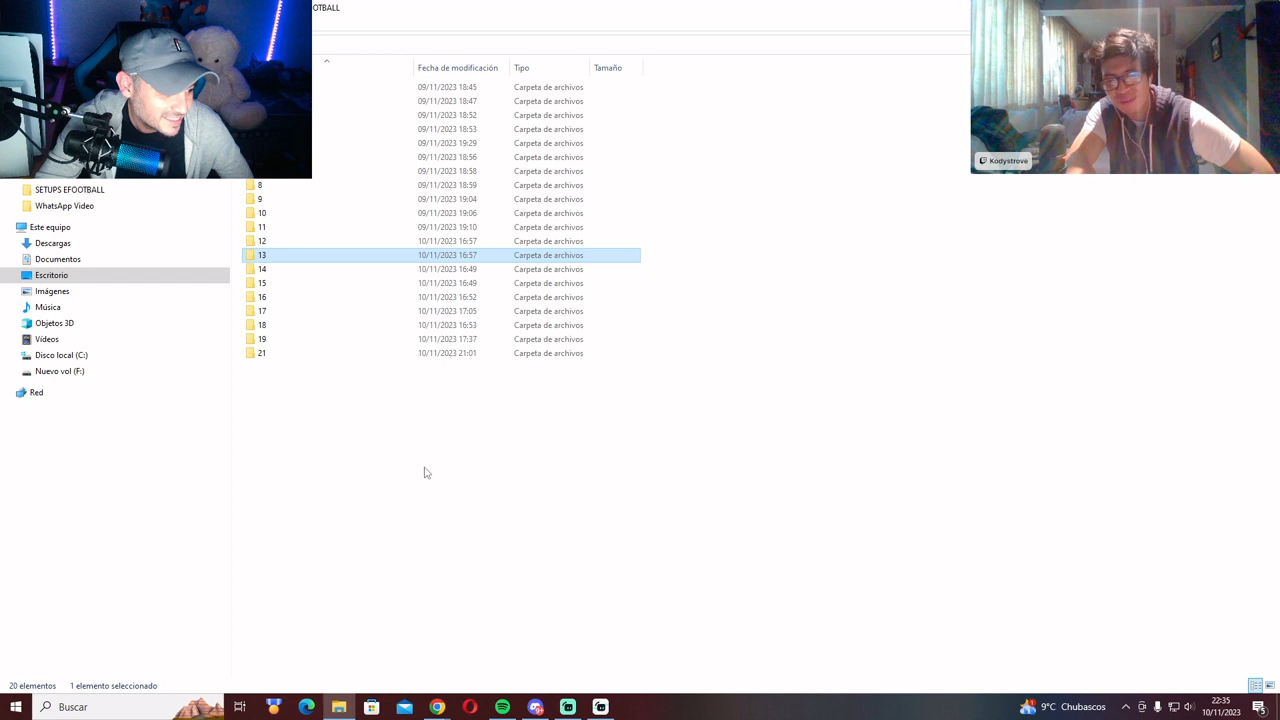 OTBALL
Fecha de modificación Tipo Tamaño
09/11/2023 18:45 Carpeta de archivos
09/11/2023 18:47 Carpeta de archivos
09/11/2023 18:52 Carpeta de archivos
09/11/2023 18:53 Carpeta de archivos
09/11/2023 19:29 Carpeta de archivos
09/11/2023 18:56 Carpeta de archivos
09/11/2023 18:58 Carpeta de archivos
8 09/11/2023 18:59 Carpeta de archivos
9 09/11/2023 19:04 Carpeta de archivos
10 09/11/2023 19:06 Carpeta de archivos
11 09/11/2023 19:10 Carpeta de archivos
12 10/11/2023 16:57 Carpeta de archivos
13 10/11/2023 16:57 Carpeta de archivos
14 10/11/2023 16:49 Carpeta de archivos
15 10/11/2023 16:49 Carpeta de archivos
16 10/11/2023 16:52 Carpeta de archivos
17 10/11/2023 17:05 Carpeta de archivos
18 10/11/2023 16:53 Carpeta de archivos
19 10/11/2023 17:37 Carpeta de archivos
21 10/11/2023 21:01 Carpeta de archivos
SETUPS EFOOTBALL
WhatsApp Video
Este equipo
Descargas
Documentos
Escritorio
Imágenes
Música
Objetos 3D
Vídeos
Disco local (C:)
Nuevo vol (F:)
Red
Kodystrove
20 elementos 1 elemento seleccionado
Buscar
9°C Chubascos
22:35
10/11/2023